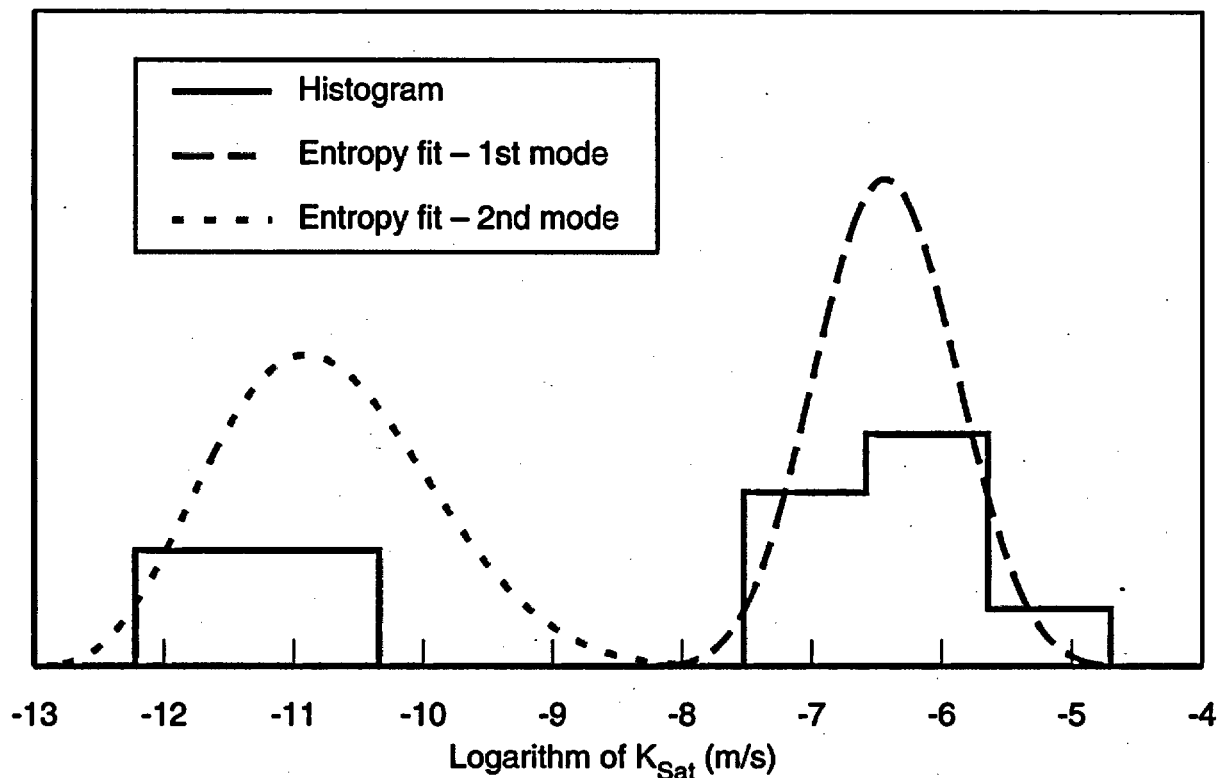 Histogram
Entropy fit – 1st mode
Entropy fit – 2nd mode
-13 -12 -11 -10 -9 -8 -7 -6 -5 -4
Logarithm of K_Sat (m/s)